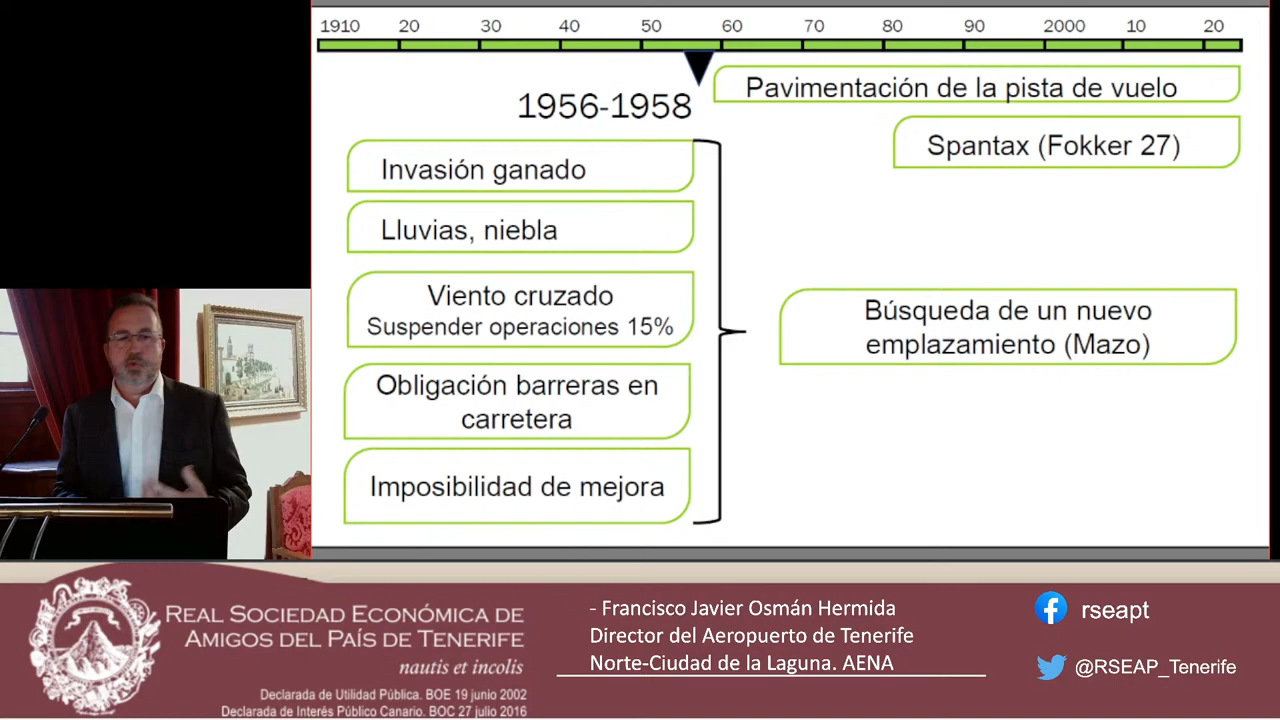 1910 20 30 40 50 60 70 80 90 2000 10 20
Pavimentación de la pista de vuelo
1956-1958
Spantax (Fokker 27)
Invasión ganado
Lluvias, niebla
Viento cruzado
Suspender operaciones 15%
Búsqueda de un nuevo
emplazamiento (Mazo)
Obligación barreras en
carretera
Imposibilidad de mejora
REAL SOCIEDAD ECONÓMICA DE
AMIGOS DEL PAÍS DE TENERIFE
nautis et incolis
Declarada de Utilidad Pública. BOE 19 junio 2002
Declarada de Interés Público Canario. BOC 27 julio 2016
- Francisco Javier Osmán Hermida
Director del Aeropuerto de Tenerife
Norte-Ciudad de la Laguna. AENA
rseapt
@RSEAP_Tenerife